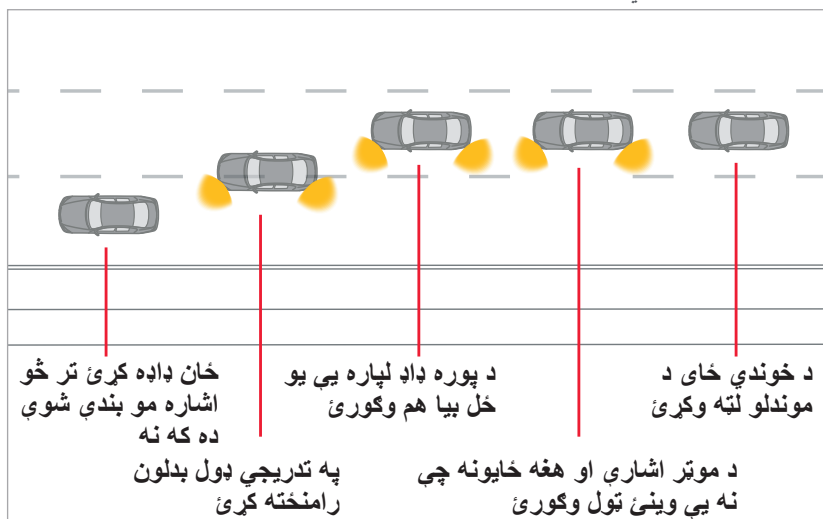 د خوندي ځای د
موندلو لټه وکړئ
د موټر اشارې او هغه ځایونه چې
نه یې وینئ ټول وګورئ
د پوره ډاډ لپاره یې یو
ځل بیا هم وګورئ
په تدریجي ډول بدلون
رامنځته کړئ
ځان ډاډه کړئ تر څو
اشاره مو بندې شوې
ده که نه